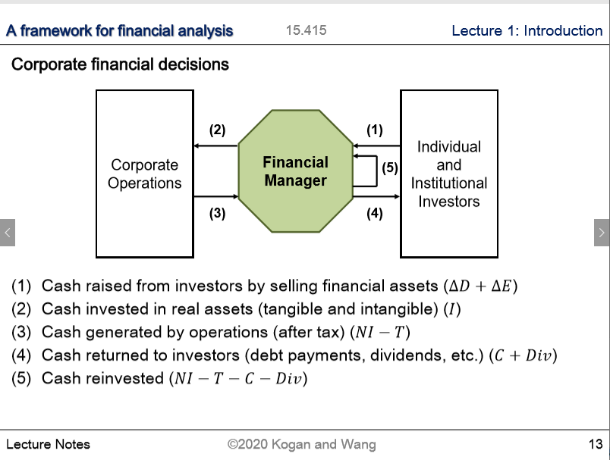 A framework for financial analysis 15.415 Lecture 1: Introduction
Corporate financial decisions
(2) (1)
Corporate
Operations
Financial
Manager
(5)
Individual
and
Institutional
Investors
(3) (4)
(1) Cash raised from investors by selling financial assets (ΔD + ΔE)
(2) Cash invested in real assets (tangible and intangible) (I)
(3) Cash generated by operations (after tax) (NI − T)
(4) Cash returned to investors (debt payments, dividends, etc.) (C + Div)
(5) Cash reinvested (NI − T − C − Div)
Lecture Notes ©2020 Kogan and Wang 13